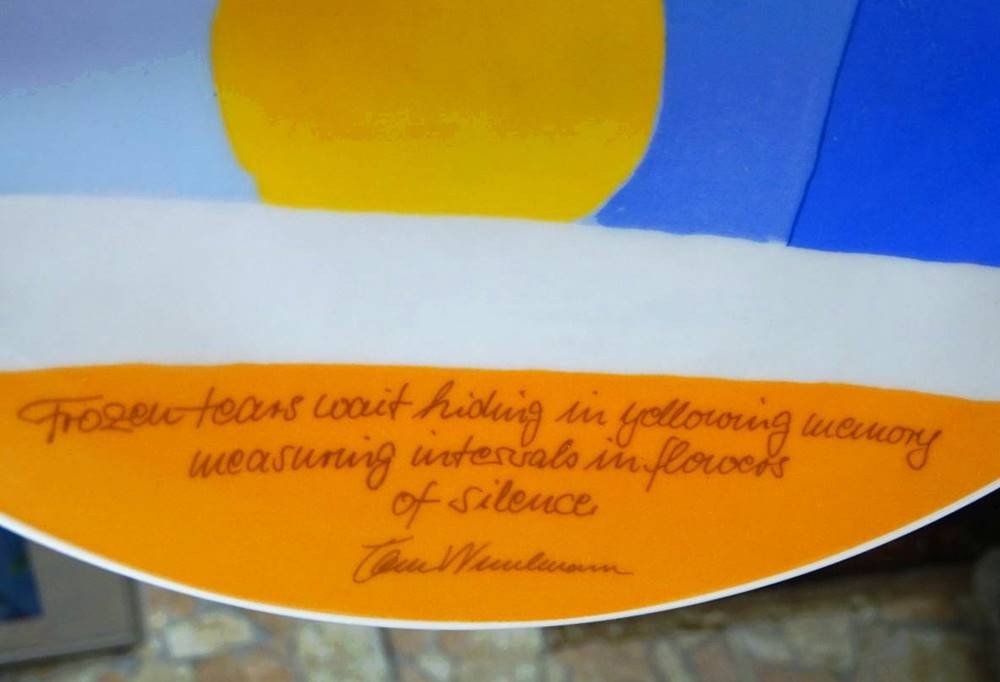 Frozen tears wait hiding in yellowing memory
measuring intervals in flowers
of silence